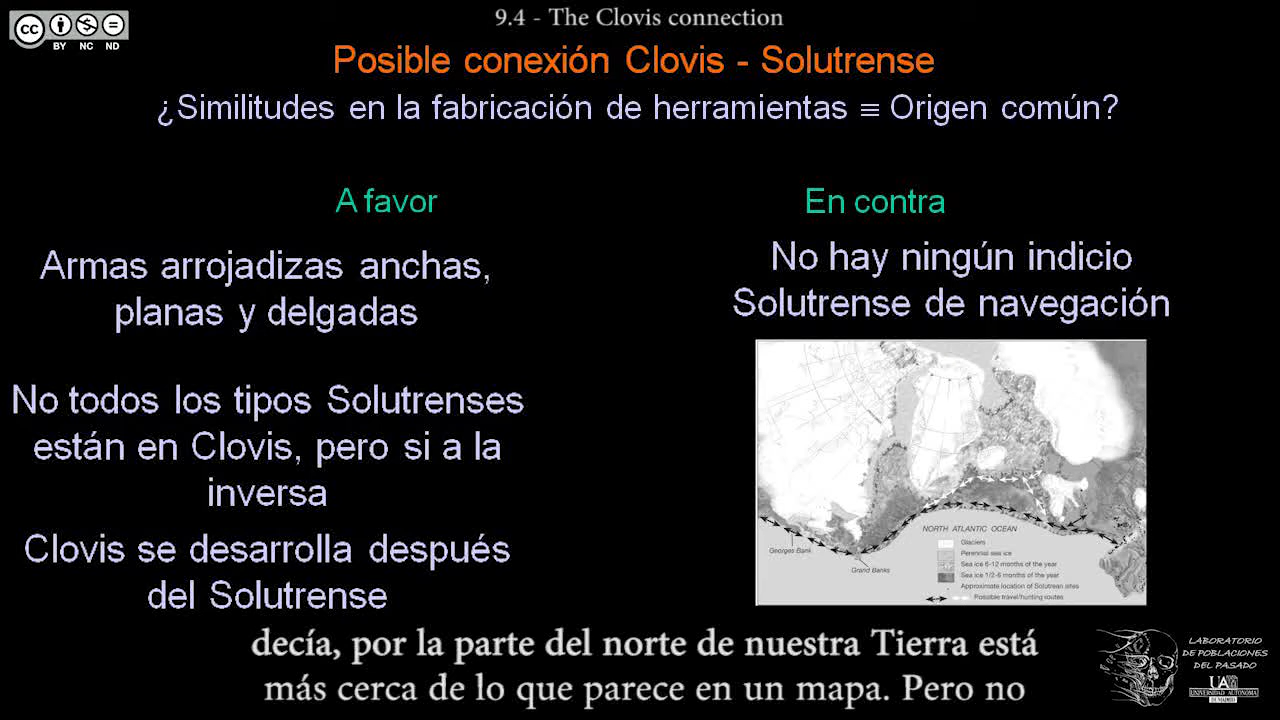 9.4 - The Clovis connection
CC
BY NC ND
Posible conexión Clovis - Solutrense
¿Similitudes en la fabricación de herramientas ≡ Origen común?
A favor
En contra
Armas arrojadizas anchas,
planas y delgadas
No todos los tipos Solutrenses
están en Clovis, pero si a la
inversa
Clovis se desarrolla después
del Solutrense
No hay ningún indicio
Solutrense de navegación
NORTH ATLANTIC OCEAN
Georges Bank
Grand Banks
Glaciers
Perennial sea ice
Sea ice 6-12 months of the year
Sea ice 1/2-6 months of the year
Approximate location of Solutrean sites
Possible travel/hunting routes
decía, por la parte del norte de nuestra Tierra está
más cerca de lo que parece en un mapa. Pero no
LABORATORIO
DE POBLACIONES
DEL PASADO
UAM
UNIVERSIDAD AUTONOMA
DE MADRID